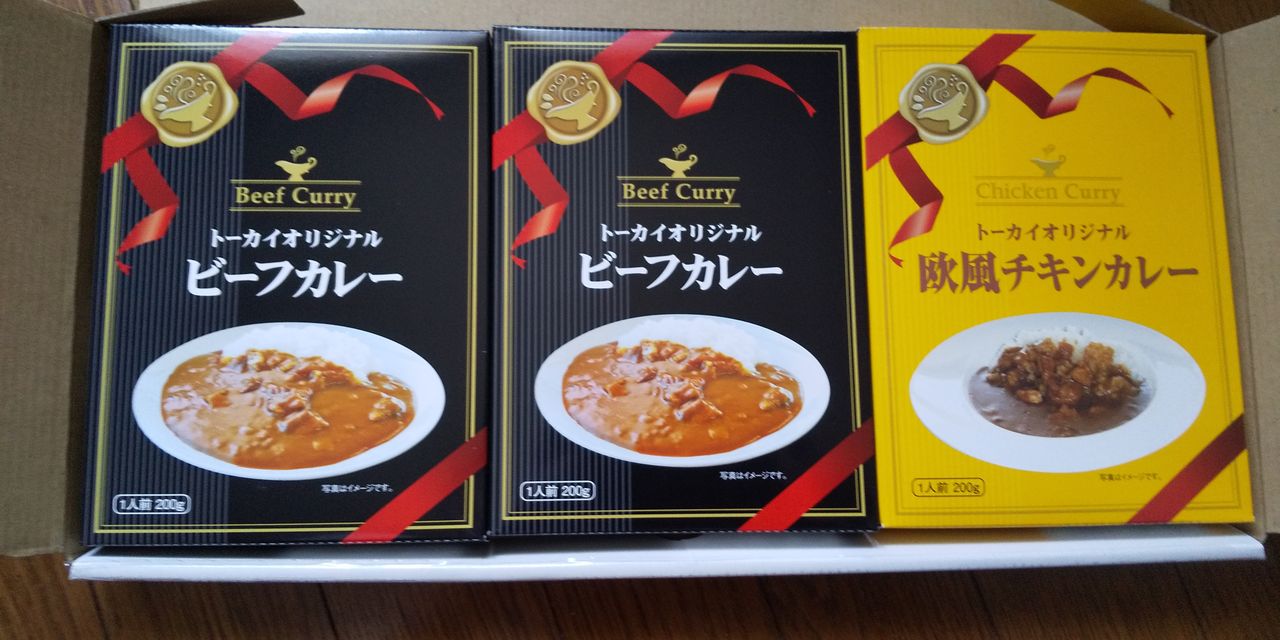 Beef Curry
トーカイオリジナル
ビーフカレー
写真はイメージです。
1人前 200g
Beef Curry
トーカイオリジナル
ビーフカレー
写真はイメージです。
1人前 200g
Chicken Curry
トーカイオリジナル
欧風チキンカレー
写真はイメージです。
1人前 200g